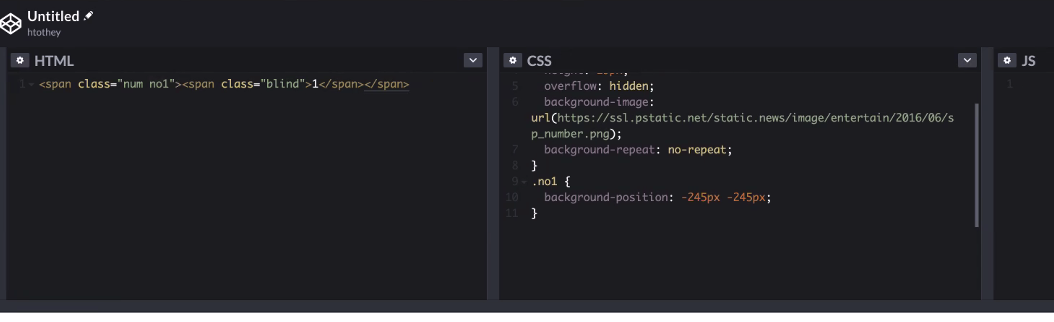 Untitled
htothey
HTML
1 <span class="num no1"><span class="blind">1</span></span>
CSS
5 overflow: hidden;
6 background-image:
url(https://ssl.pstatic.net/static.news/image/entertain/2016/06/s
p_number.png);
7 background-repeat: no-repeat;
8 }
9 .no1 {
10 background-position: -245px -245px;
11 }
JS
1